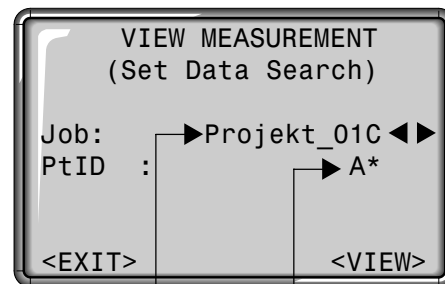 VIEW MEASUREMENT
(Set Data Search)
Job: Projekt_01C
PtID : A*
<EXIT> <VIEW>